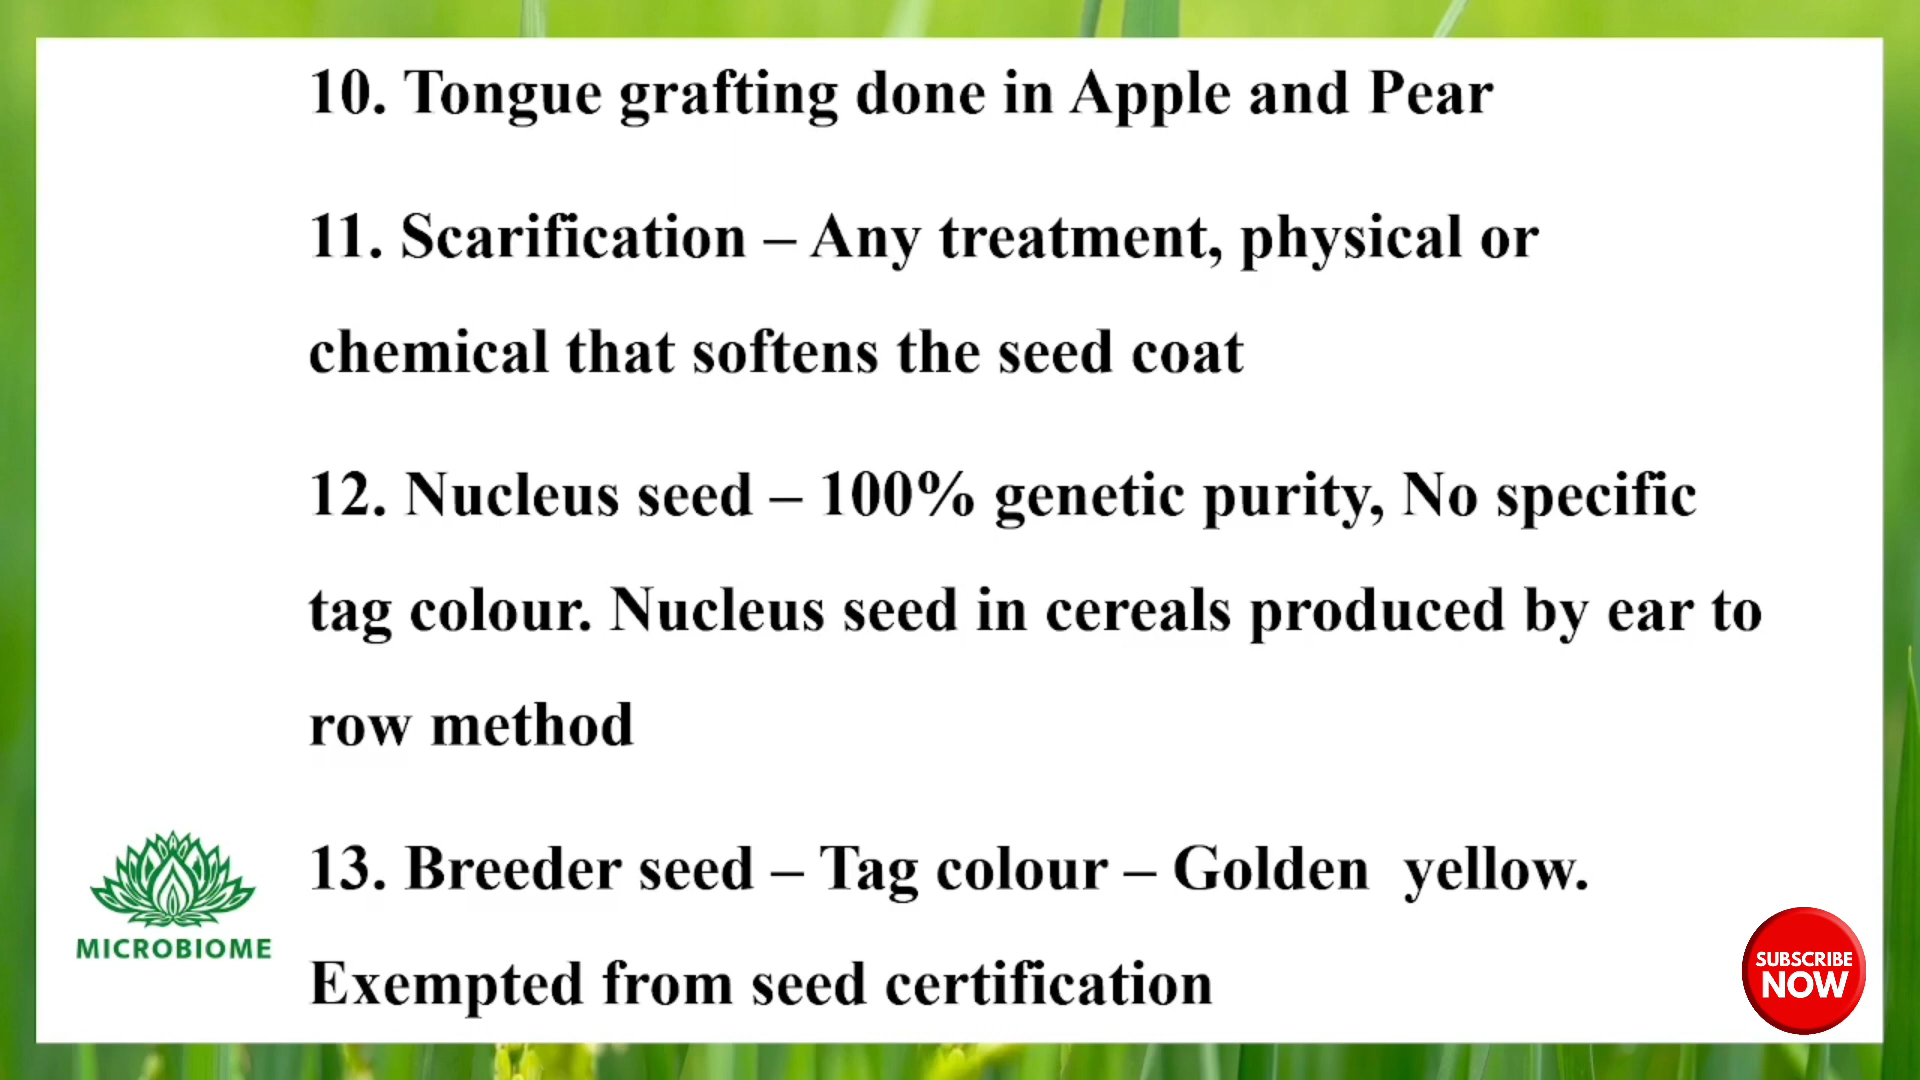 10. Tongue grafting done in Apple and Pear
11. Scarification – Any treatment, physical or
chemical that softens the seed coat
12. Nucleus seed – 100% genetic purity, No specific
tag colour. Nucleus seed in cereals produced by ear to
row method
13. Breeder seed – Tag colour – Golden  yellow.
Exempted from seed certification
MICROBIOME
SUBSCRIBE
NOW